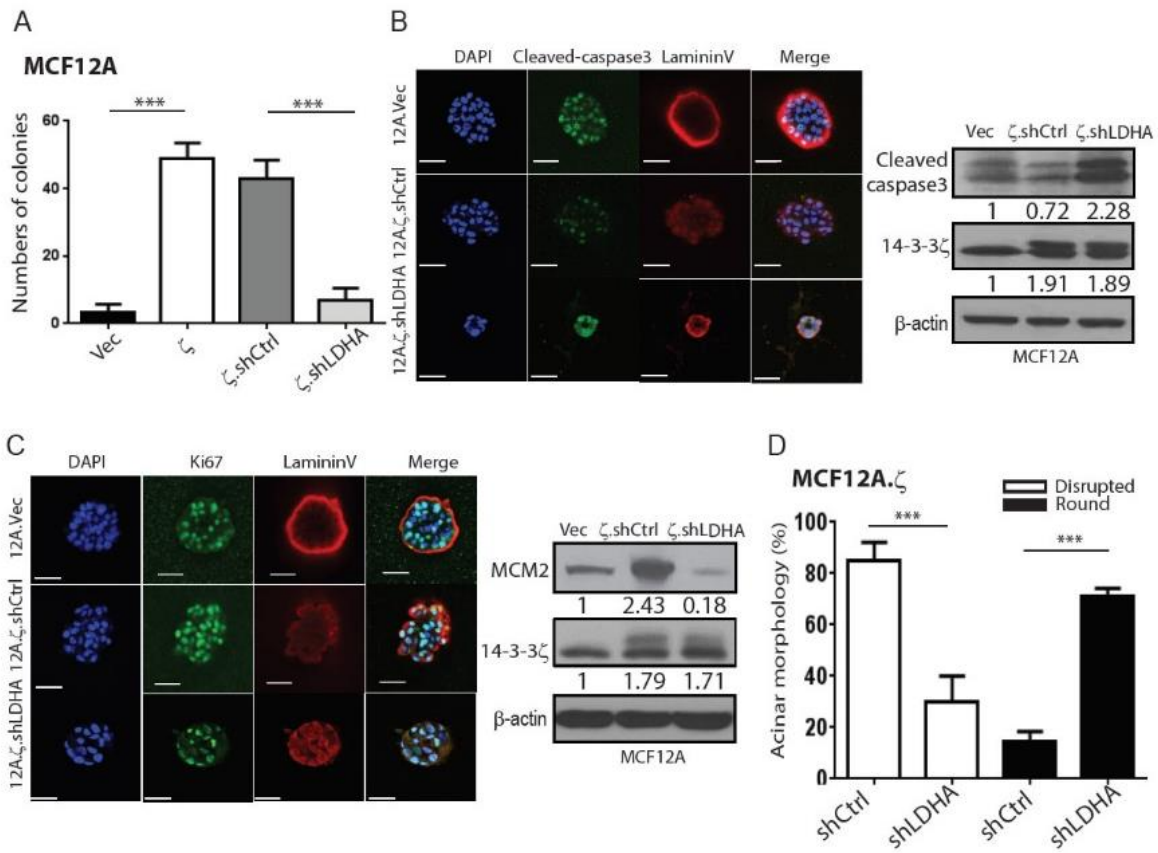 A
MCF12A
***
***
Numbers of colonies
60
40
20
0
Vec
ζ
ζ.shCtrl
ζ.shLDHA
B
DAPI
Cleaved-caspase3
LamininV
Merge
12A.Vec
12A.ζ.shCtrl
12A.ζ.shLDHA
Vec ζ.shCtrl ζ.shLDHA
Cleaved
caspase3
1 0.72 2.28
14-3-3ζ
1 1.91 1.89
β-actin
MCF12A
C
DAPI
Ki67
LamininV
Merge
12A.Vec
12A.ζ.shCtrl
12A.ζ.shLDHA
Vec ζ.shCtrl ζ.shLDHA
MCM2
1 2.43 0.18
14-3-3ζ
1 1.79 1.71
β-actin
MCF12A
D
MCF12A.ζ
Disrupted
Round
***
***
Acinar morphology (%)
100
80
60
40
20
0
shCtrl
shLDHA
shCtrl
shLDHA